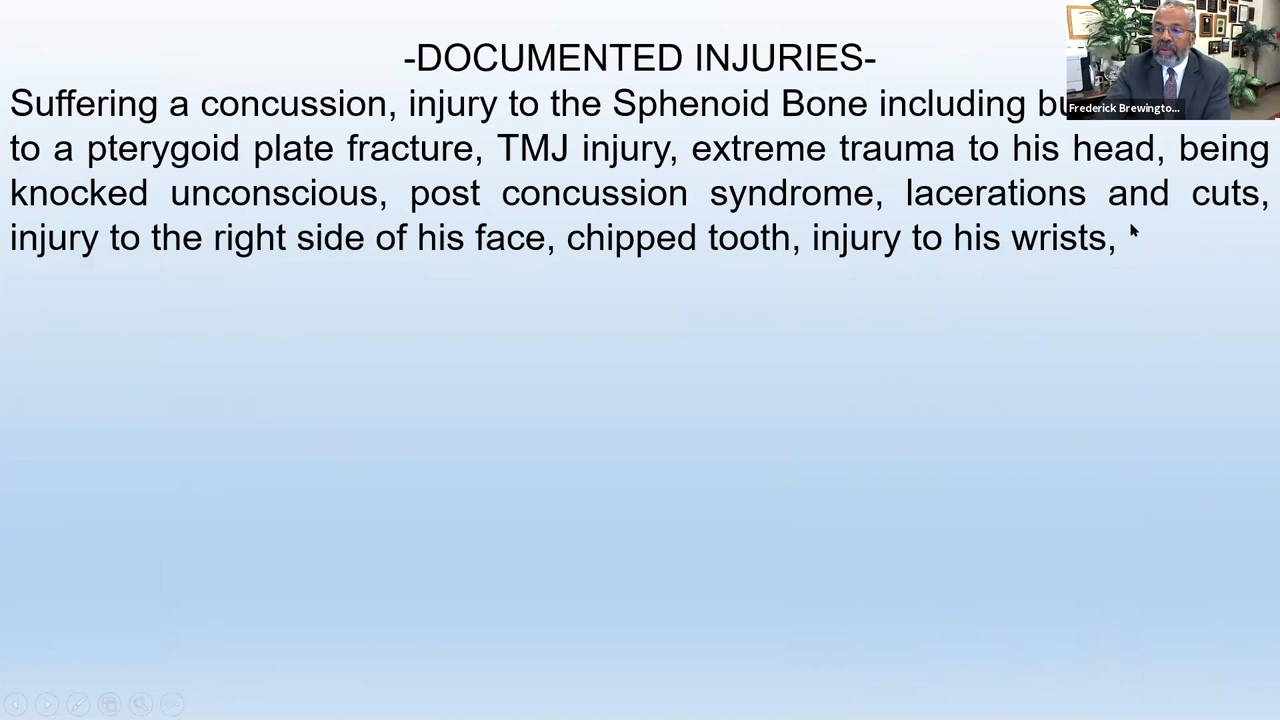 -DOCUMENTED INJURIES-
Suffering a concussion, injury to the Sphenoid Bone including
to a pterygoid plate fracture, TMJ injury, extreme trauma to his head, being
knocked unconscious, post concussion syndrome, lacerations and cuts,
injury to the right side of his face, chipped tooth, injury to his wrists,
Frederick Brewingto...